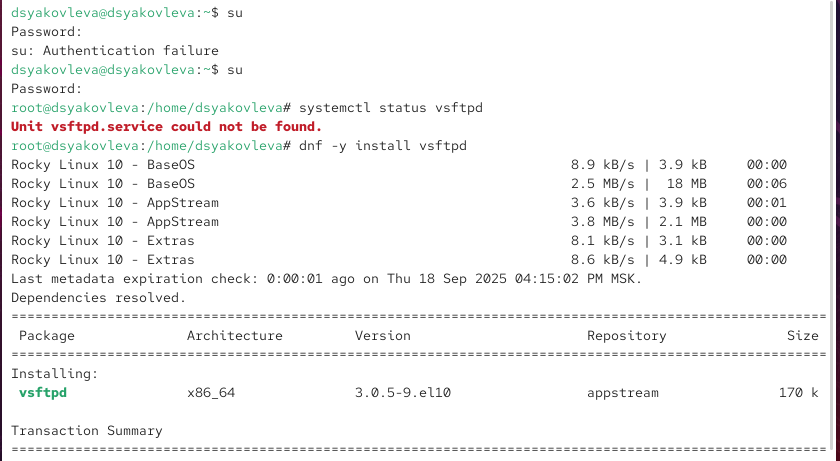 dsyakovleva@dsyakovleva:~$ su
Password:
su: Authentication failure
dsyakovleva@dsyakovleva:~$ su
Password:
root@dsyakovleva:/home/dsyakovleva# systemctl status vsftpd
Unit vsftpd.service could not be found.
root@dsyakovleva:/home/dsyakovleva# dnf -y install vsftpd
Rocky Linux 10 - BaseOS 8.9 kB/s | 3.9 kB 00:00
Rocky Linux 10 - BaseOS 2.5 MB/s | 18 MB 00:06
Rocky Linux 10 - AppStream 3.6 kB/s | 3.9 kB 00:01
Rocky Linux 10 - AppStream 3.8 MB/s | 2.1 MB 00:00
Rocky Linux 10 - Extras 8.1 kB/s | 3.1 kB 00:00
Rocky Linux 10 - Extras 8.6 kB/s | 4.9 kB 00:00
Last metadata expiration check: 0:00:01 ago on Thu 18 Sep 2025 04:15:02 PM MSK.
Dependencies resolved.
================================================================================
Package Architecture Version Repository Size
================================================================================
Installing:
vsftpd x86_64 3.0.5-9.el10 appstream 170 k
Transaction Summary
================================================================================